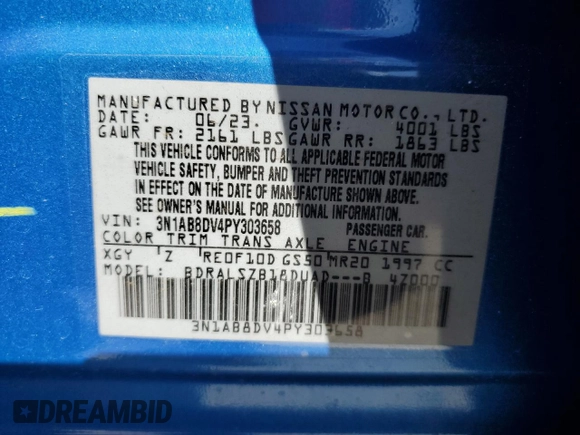 MANUFACTURED BY NISSAN MOTOR CO., LTD.
DATE: 06/23. GVWR: 4001 LBS
GAWR FR: 2161 LBS GAWR RR: 1863 LBS
THIS VEHICLE CONFORMS TO ALL APPLICABLE FEDERAL MOTOR
VEHICLE SAFETY, BUMPER AND THEFT PREVENTION STANDARDS
IN EFFECT ON THE DATE OF MANUFACTURE SHOWN ABOVE.
SEE OWNER'S MANUAL FOR ADDITIONAL INFORMATION.
VIN: 3N1AB8DV4PY303658 PASSENGER CAR.
COLOR TRIM TRANS AXLE ENGINE
XGY Z RE0F10D GS50 MR20 1997 CC
MODEL: BDRALSZB18DUAD---B 4Z000
3N1AB8DV4PY303658
DREAMBID